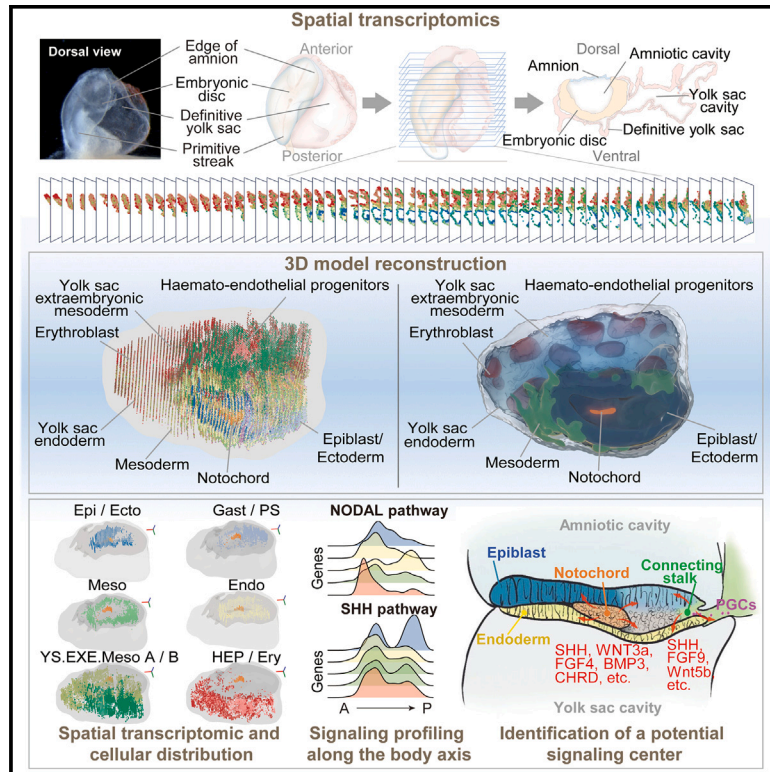 Spatial transcriptomics
Dorsal view
Edge of
amnion
Embryonic
disc
Definitive
yolk sac
Primitive
streak
Anterior
Posterior
Dorsal
Amnion
Amniotic cavity
Yolk sac
cavity
Embryonic disc
Definitive yolk sac
Ventral
3D model reconstruction
Yolk sac
extraembryonic
mesoderm
Haemato-endothelial progenitors
Erythroblast
Yolk sac
endoderm
Mesoderm
Notochord
Epiblast/
Ectoderm
Yolk sac
extraembryonic
mesoderm
Haemato-endothelial progenitors
Erythroblast
Yolk sac
endoderm
Mesoderm
Notochord
Epiblast/
Ectoderm
Epi / Ecto
Gast / PS
Meso
Endo
YS.EXE.Meso A / B
HEP / Ery
Spatial transcriptomic and
cellular distribution
NODAL pathway
Genes
SHH pathway
Genes
A
P
Signaling profiling
along the body axis
Amniotic cavity
Epiblast
Notochord
Connecting
stalk
PGCs
Endoderm
SHH, WNT3a,
FGF4, BMP3,
CHRD, etc.
SHH,
FGF9,
Wnt5b
etc.
Yolk sac cavity
Identification of a potential
signaling center